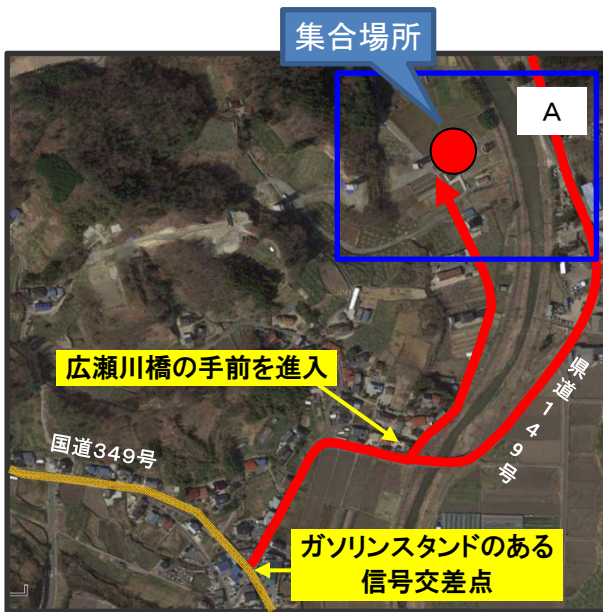 集合場所
A
広瀬川橋の手前を進入
県道149号
国道349号
ガソリンスタンドのある
信号交差点